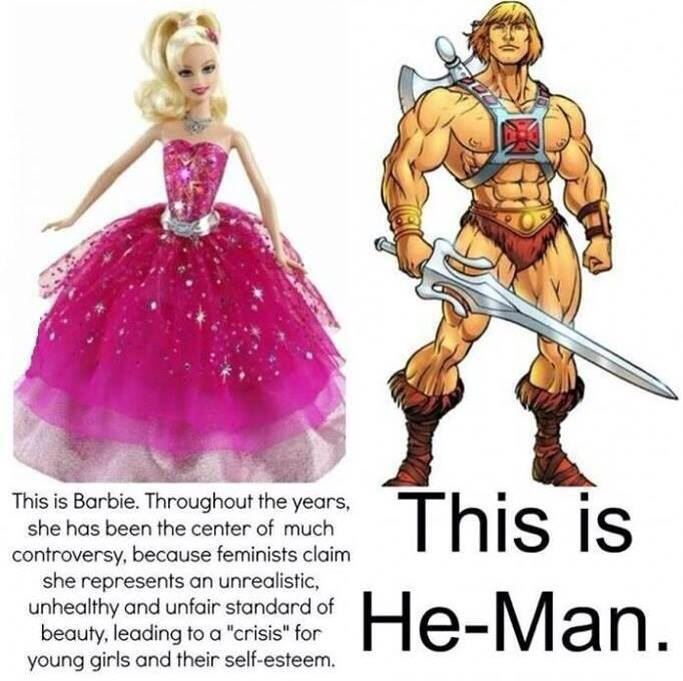 This is Barbie. Throughout the years,
she has been the center of much
controversy, because feminists claim
she represents an unrealistic,
unhealthy and unfair standard of
beauty, leading to a "crisis" for
young girls and their self-esteem.
This is
He-Man.